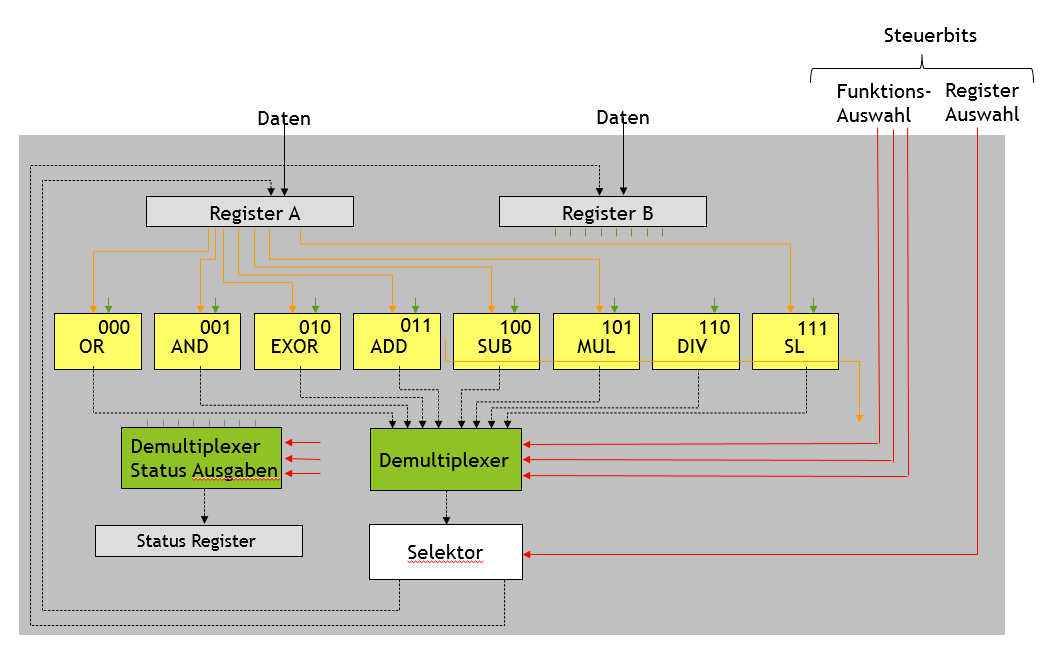 Steuerbits
Funktions-
Auswahl
Register
Auswahl
Daten
Daten
Register A
Register B
000
OR
001
AND
010
EXOR
011
ADD
100
SUB
101
MUL
110
DIV
111
SL
Demultiplexer
Status Ausgaben
Demultiplexer
Status Register
Selektor